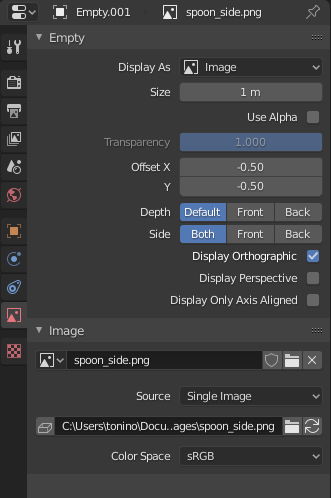 Empty.001 spoon_side.png
Empty
Display As Image
Size 1 m
Use Alpha
Transparency 1.000
Offset X -0.50
Y -0.50
Depth Default Front Back
Side Both Front Back
Display Orthographic
Display Perspective
Display Only Axis Aligned
Image
spoon_side.png
Source Single Image
C:\Users\tonino\Docu..ages\spoon_side.png
Color Space sRGB